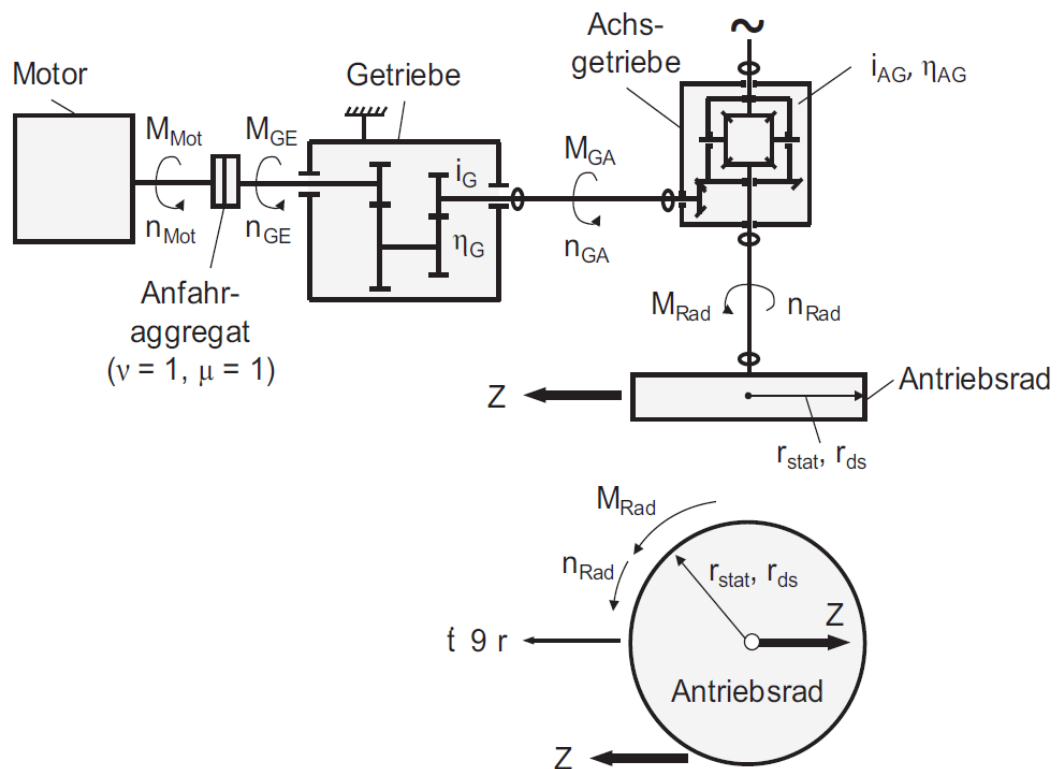 Motor
M_Mot
n_Mot
Anfahr-
aggregat
(ν = 1, μ = 1)
M_GE
n_GE
Getriebe
i_G
η_G
M_GA
n_GA
Achs-
getriebe
~
i_AG, η_AG
M_Rad
n_Rad
Z
Antriebsrad
r_stat, r_ds
M_Rad
n_Rad
r_stat, r_ds
Z
ṫ 9 r
Antriebsrad
Z